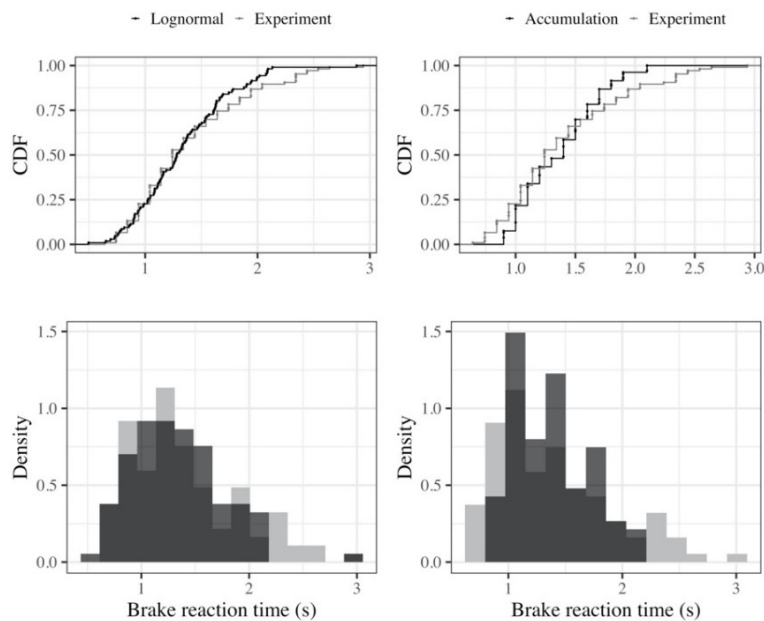 Lognormal Experiment
Accumulation Experiment
CDF
1.00
0.75
0.50
0.25
0.00
1 2 3
CDF
1.00
0.75
0.50
0.25
0.00
1.0 1.5 2.0 2.5 3.0
Density
1.5
1.0
0.5
0.0
1 2 3
Brake reaction time (s)
Density
1.5
1.0
0.5
0.0
1 2 3
Brake reaction time (s)